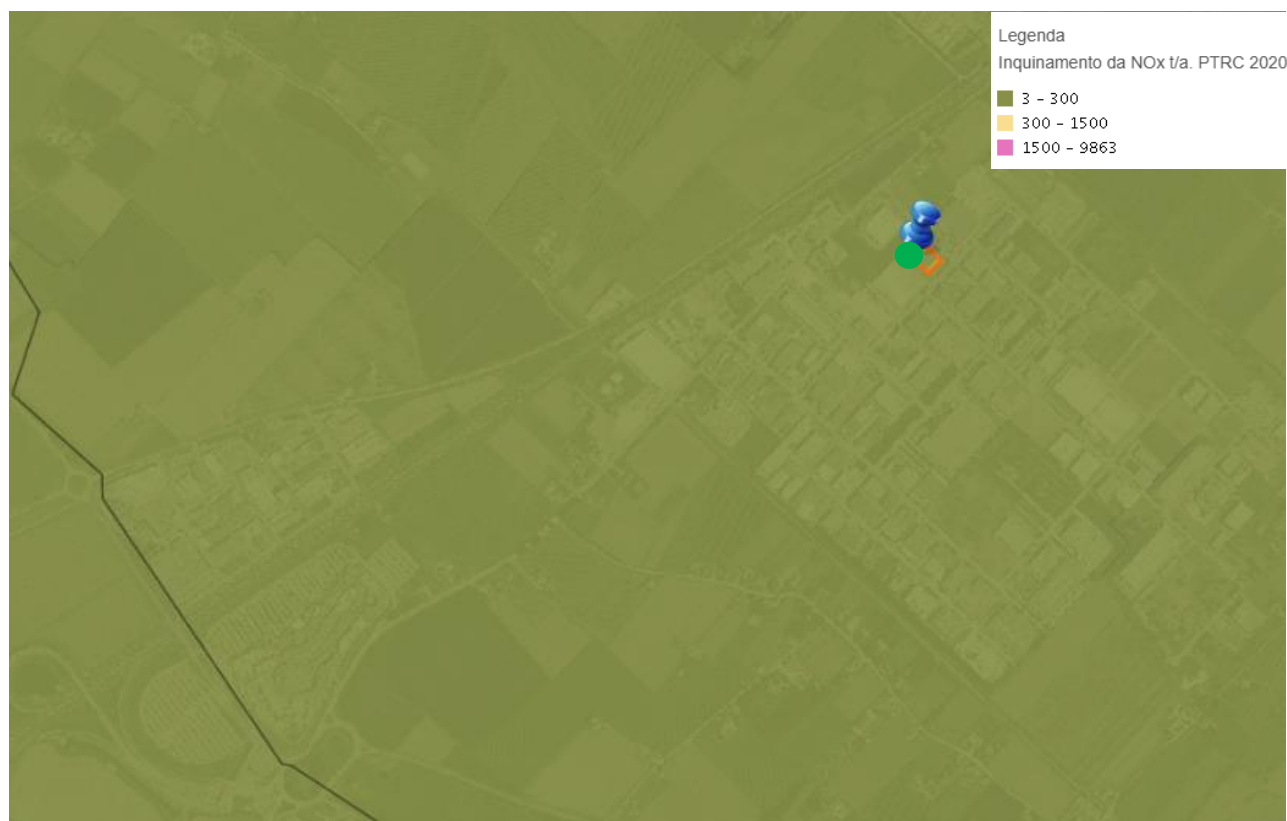 Legenda
Inquinamento da NOx t/a. PTRC 2020
3 - 300
300 - 1500
1500 - 9863